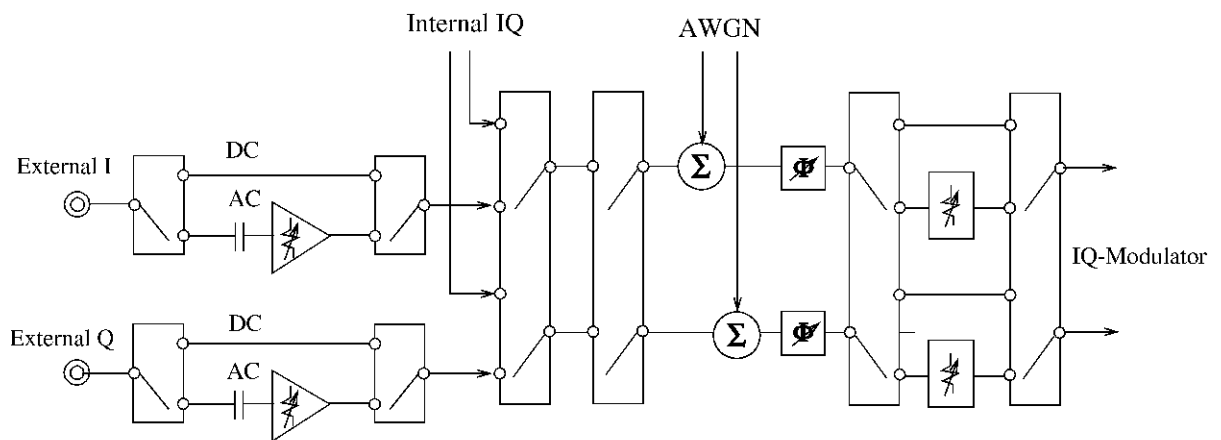 Internal IQ
AWGN
External I
DC
AC
Σ
Φ
IQ-Modulator
External Q
DC
AC
Σ
Φ